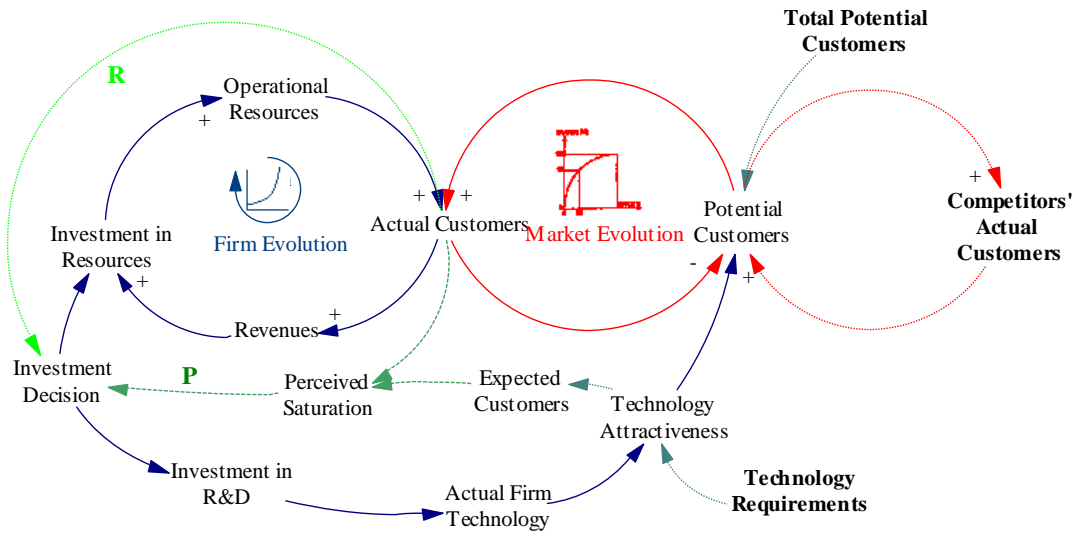 Total Potential
Customers
R
Operational
Resources
+
+
+
+
Firm Evolution
Actual Customers
Market Evolution
Potential
Customers
Competitors'
Actual
Customers
Investment in
Resources
-
+
+
+
Revenues
Investment
Decision
P
Perceived
Saturation
Expected
Customers
Technology
Attractiveness
Investment in
R&D
Actual Firm
Technology
Technology
Requirements